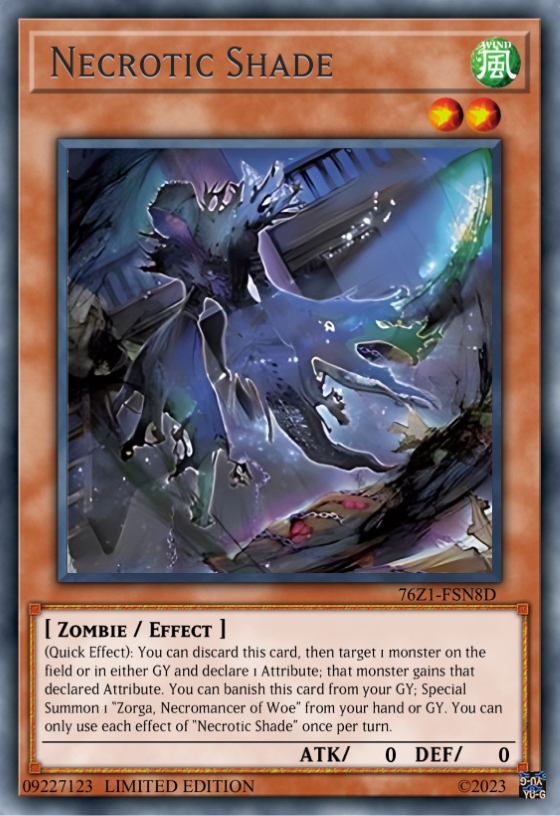 Necrotic Shade
WIND
風
76Z1-FSN8D
[ Zombie / Effect ]
(Quick Effect): You can discard this card, then target 1 monster on the
field or in either GY and declare 1 Attribute; that monster gains that
declared Attribute. You can banish this card from your GY; Special
Summon 1 "Zorga, Necromancer of Woe" from your hand or GY. You can
only use each effect of "Necrotic Shade" once per turn.
ATK/ 0 DEF/ 0
09227123 LIMITED EDITION ©2023